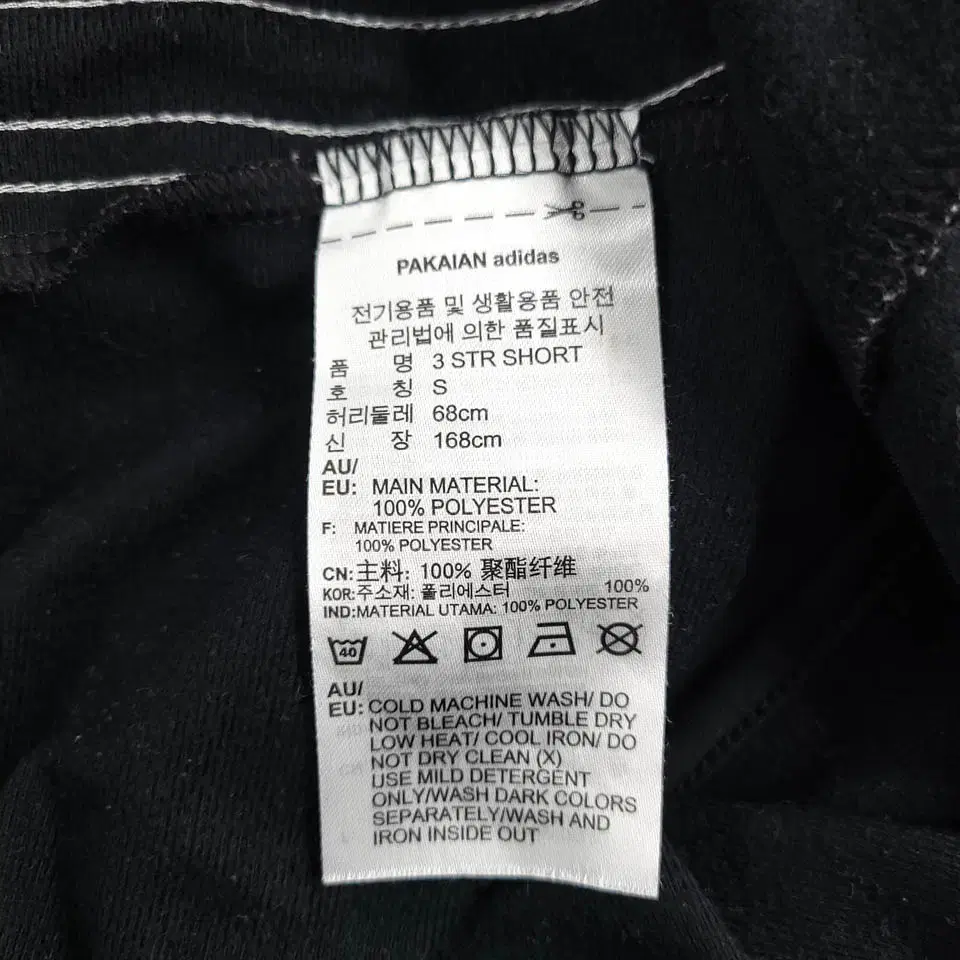 PAKAIAN adidas
전기용품 및 생활용품 안전
관리법에 의한 품질표시
품 명 3 STR SHORT
호 칭 S
허리둘레 68cm
신 장 168cm
AU/
EU: MAIN MATERIAL:
100% POLYESTER
F: MATIERE PRINCIPALE:
100% POLYESTER
CN: 主料: 100% 聚酯纤维
KOR: 주소재: 폴리에스터 100%
IND: MATERIAL UTAMA: 100% POLYESTER
40
AU/
EU: COLD MACHINE WASH/ DO
NOT BLEACH/ TUMBLE DRY
LOW HEAT/ COOL IRON/ DO
NOT DRY CLEAN (X)
USE MILD DETERGENT
ONLY/WASH DARK COLORS
SEPARATELY/WASH AND
IRON INSIDE OUT